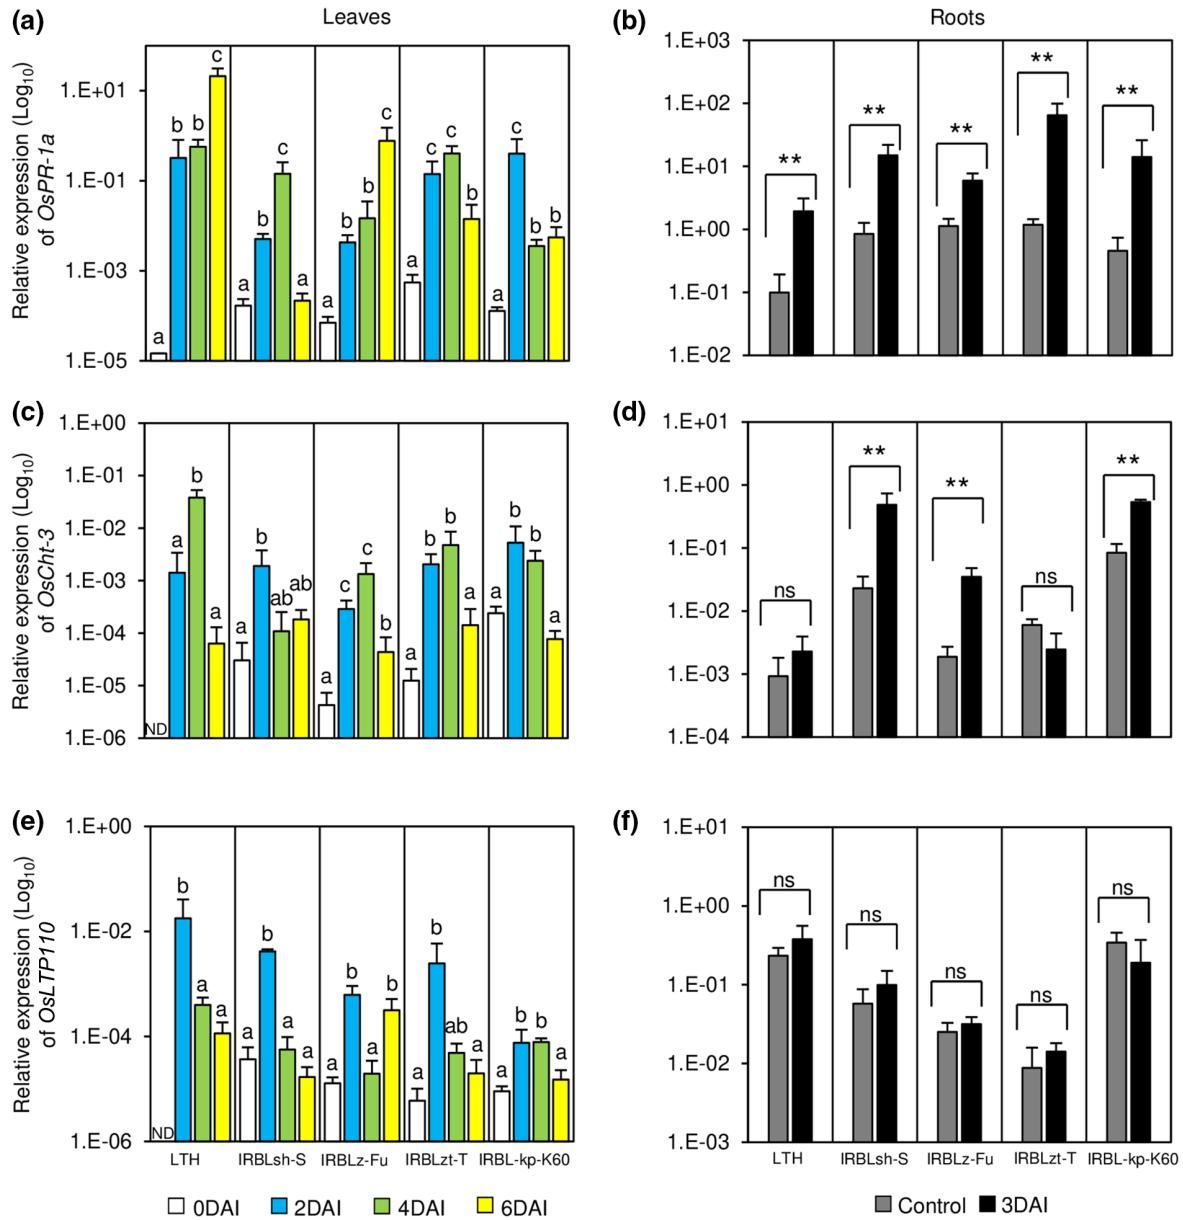 (a) Leaves
Relative expression (Log10)
of OsPR-1a
1.E+01
1.E-01
1.E-03
1.E-05
a b b c
a b c a
a b b c
a c c b
a c b b
(b) Roots
1.E+03
1.E+02
1.E+01
1.E+00
1.E-01
1.E-02
** ** ** ** **
(c)
Relative expression (Log10)
of OsCht-3
1.E+00
1.E-01
1.E-02
1.E-03
1.E-04
1.E-05
1.E-06
ND a b a
a b ab ab
a c c b
a b b a
a b b a
(d)
1.E+01
1.E+00
1.E-01
1.E-02
1.E-03
1.E-04
ns ** ** ns **
(e)
Relative expression (Log10)
of OsLTP110
1.E+00
1.E-02
1.E-04
1.E-06
ND b a a
a b a a
a b a b
a b ab a
a b b a
LTH IRBLsh-S IRBLz-Fu IRBLzt-T IRBL-kp-K60
0DAI 2DAI 4DAI 6DAI
(f)
1.E+01
1.E+00
1.E-01
1.E-02
1.E-03
ns ns ns ns ns
LTH IRBLsh-S IRBLz-Fu IRBLzt-T IRBL-kp-K60
Control 3DAI